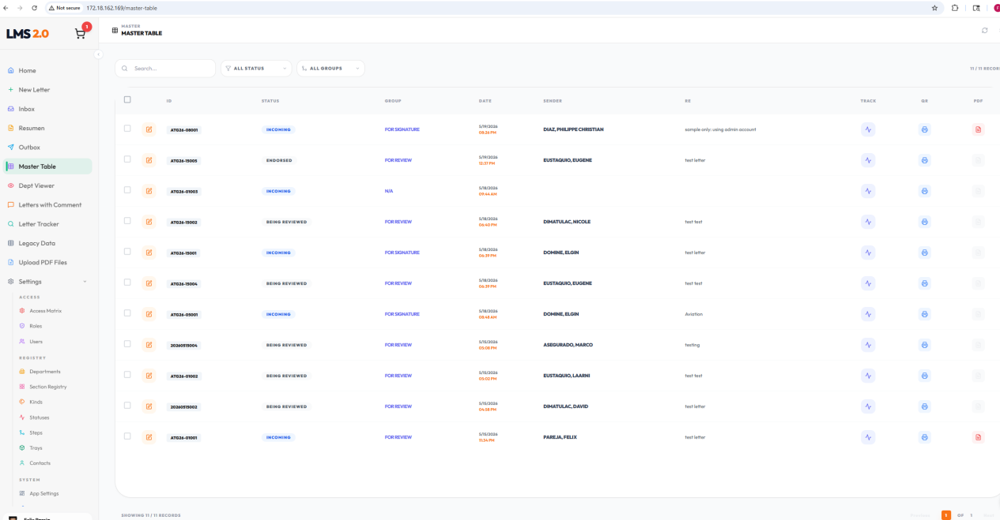 Not secure 172.18.162.169/master-table
LMS 2.0
1
MASTER
MASTER TABLE
Home
New Letter
Inbox
Resumen
Outbox
Master Table
Dept Viewer
Letters with Comment
Letter Tracker
Legacy Data
Upload PDF Files
Settings
ACCESS
Access Matrix
Roles
Users
REGISTRY
Departments
Section Registry
Kinds
Statuses
Steps
Trays
Contacts
SYSTEM
App Settings
Search...
ALL STATUS
ALL GROUPS
11 / 11 RECOR
ID STATUS GROUP DATE SENDER RE TRACK QR PDF
ATG26-08001 INCOMING FOR SIGNATURE 5/19/2026 08:26 PM DIAZ, PHILIPPE CHRISTIAN sample only: using admin account
ATG26-15005 ENDORSED FOR REVIEW 5/19/2026 12:37 PM EUSTAQUIO, EUGENE test letter
ATG26-01003 INCOMING N/A 5/18/2026 09:44 AM
ATG26-15002 BEING REVIEWED FOR REVIEW 5/18/2026 06:40 PM DIMATULAC, NICOLE test test
ATG26-15001 INCOMING FOR SIGNATURE 5/18/2026 06:39 PM DOMINE, ELGIN test letter
ATG26-15004 BEING REVIEWED FOR REVIEW 5/18/2026 06:39 PM EUSTAQUIO, EUGENE test test
ATG26-05001 INCOMING FOR SIGNATURE 5/18/2026 08:48 AM DOMINE, ELGIN Aviation
20260515004 BEING REVIEWED FOR REVIEW 5/15/2026 05:08 PM ASEGURADO, MARCO testing
ATG26-01002 BEING REVIEWED FOR REVIEW 5/15/2026 05:02 PM EUSTAQUIO, LAARNI test test
20260515002 BEING REVIEWED FOR REVIEW 5/15/2026 04:58 PM DIMATULAC, DAVID test letter
ATG26-01001 INCOMING FOR REVIEW 5/15/2026 11:34 PM PAREJA, FELIX test letter
SHOWING 11 / 11 RECORDS
1 OF 1